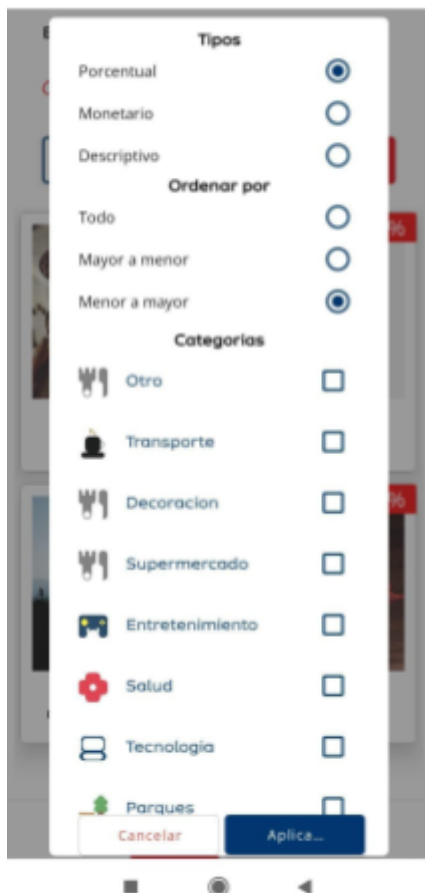 Tipos
Porcentual
Monetario
Descriptivo
Ordenar por
Todo
Mayor a menor
Menor a mayor
Categorias
Otro
Transporte
Decoracion
Supermercado
Entretenimiento
Salud
Tecnologia
Parques
Cancelar
Aplica...
%
%